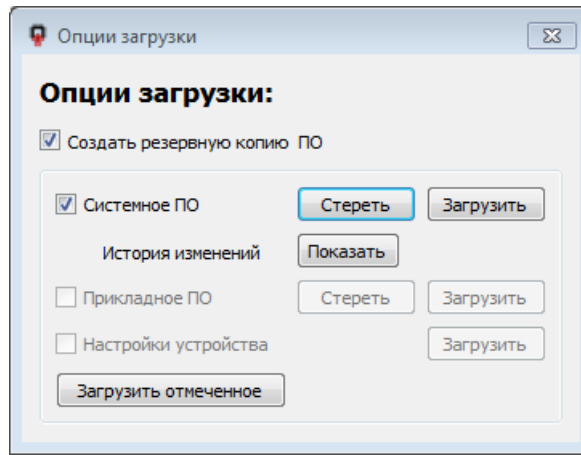 Опции загрузки
Опции загрузки:
Создать резервную копию ПО
Системное ПО Стереть Загрузить
История изменений Показать
Прикладное ПО Стереть Загрузить
Настройки устройства Загрузить
Загрузить отмеченное